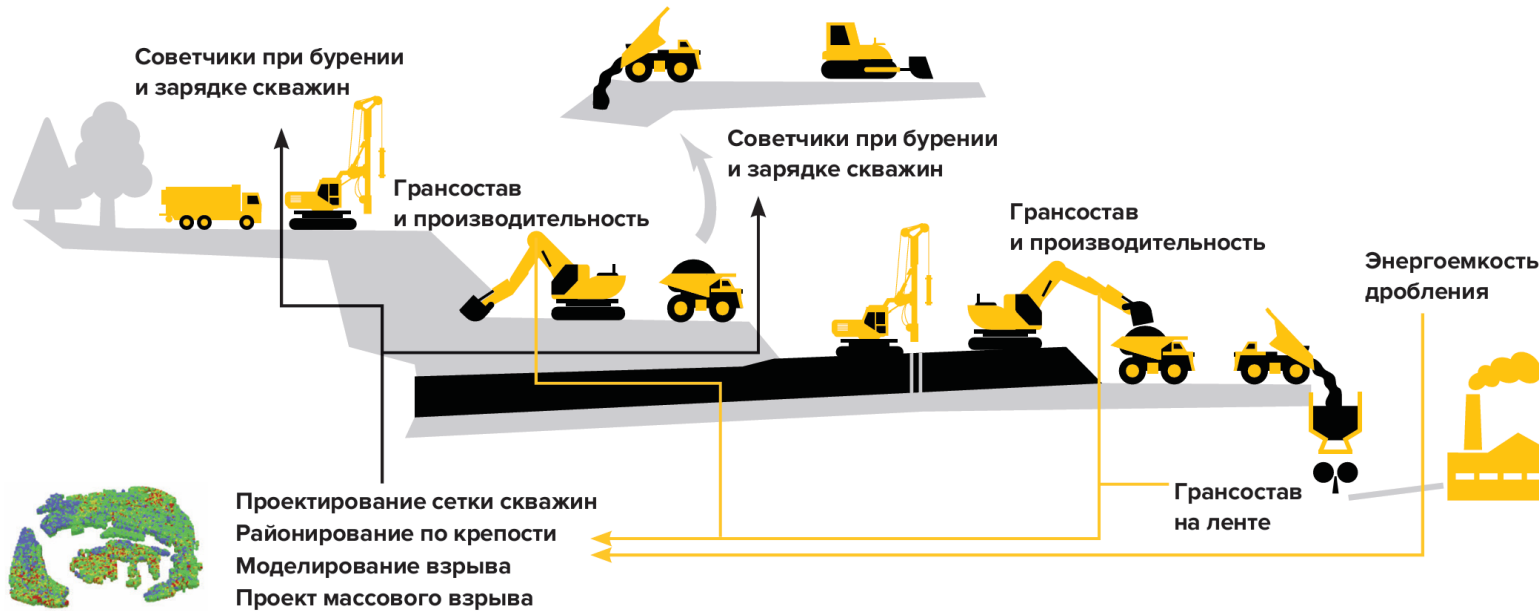 Советчики при бурении
и зарядке скважин
Советчики при бурении
и зарядке скважин
Грансостав
и производительность
Грансостав
и производительность
Энергоемкость
дробления
Грансостав
на ленте
Проектирование сетки скважин
Районирование по крепости
Моделирование взрыва
Проект массового взрыва